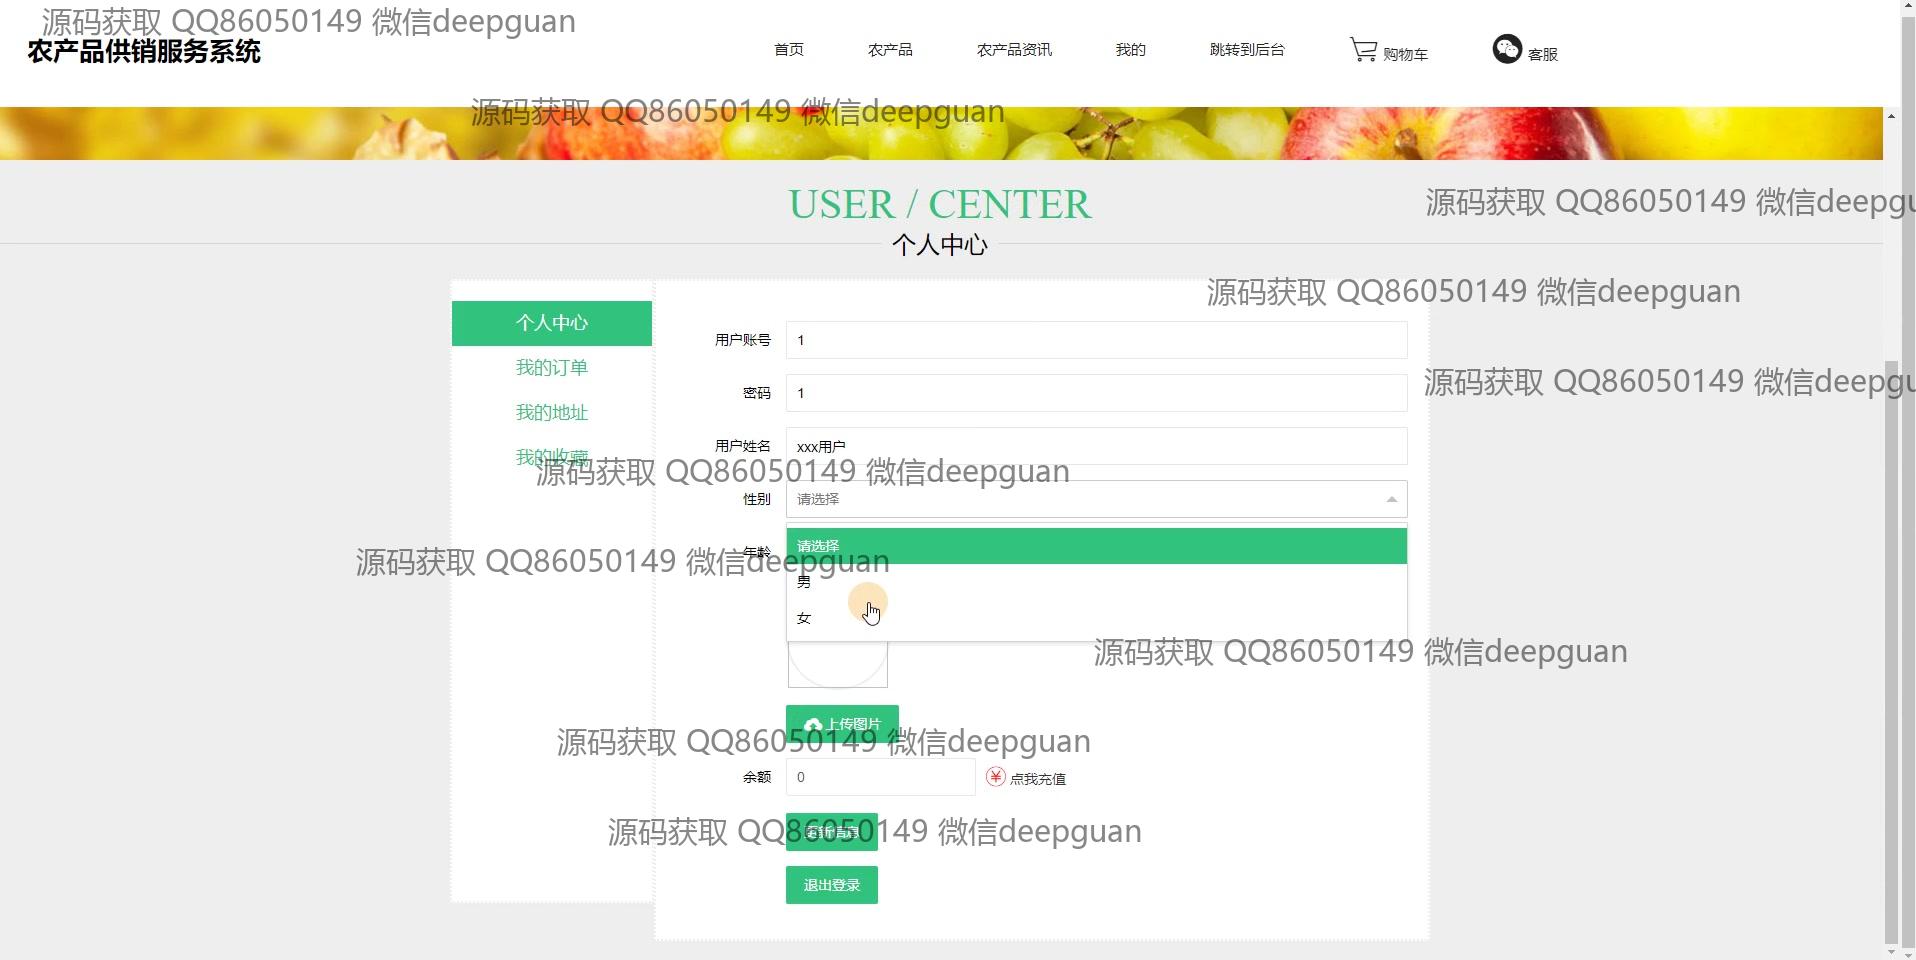 源码获取 QQ86050149 微信deepguan
农产品供销服务系统
首页 农产品 农产品资讯 我的 跳转到后台 购物车 客服
源码获取 QQ86050149 微信deepguan
USER / CENTER
源码获取 QQ86050149 微信deepgu
个人中心
源码获取 QQ86050149 微信deepguan
个人中心
用户账号 1
我的订单
源码获取 QQ86050149 微信deepgu
密码 1
我的地址
用户姓名 xxx用户
我的收藏
源码获取 QQ86050149 微信deepguan
性别 请选择
年龄 请选择
源码获取 QQ86050149 微信deepguan
男
女
源码获取 QQ86050149 微信deepguan
上传图片
源码获取 QQ86050149 微信deepguan
余额 0 点我充值
更新信息
源码获取 QQ86050149 微信deepguan
退出登录